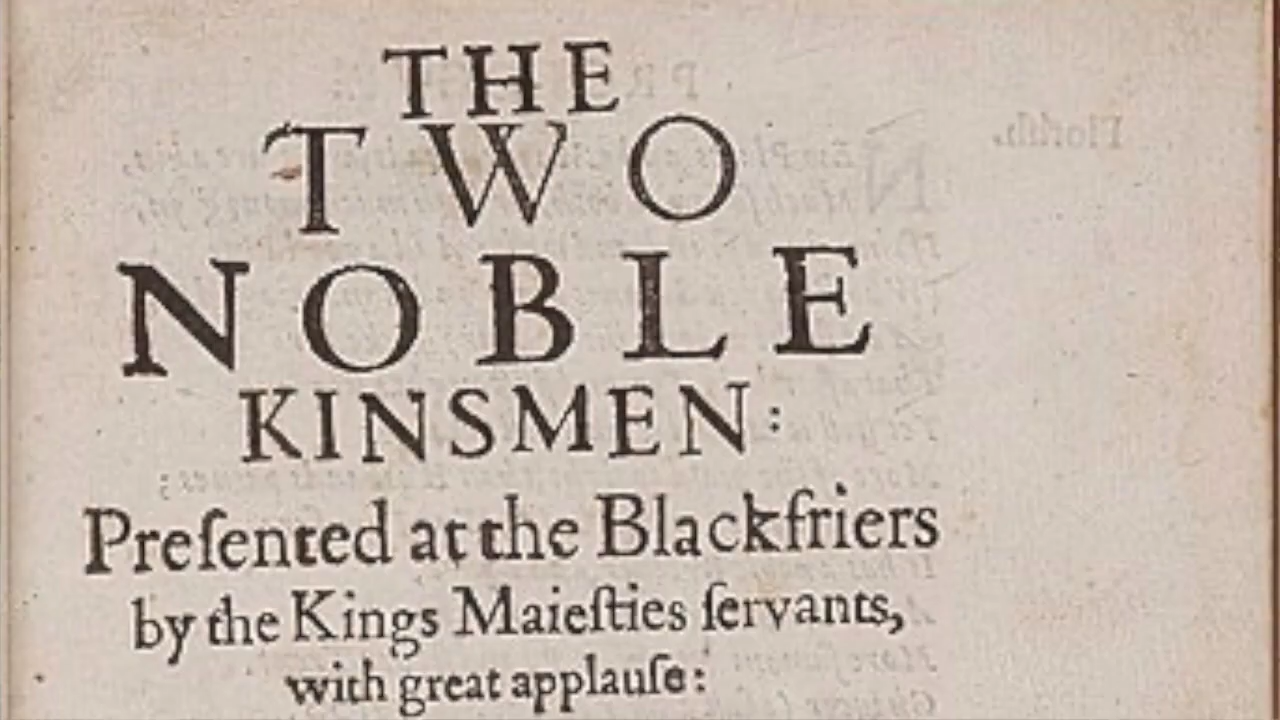 THE
TWO
NOBLE
KINSMEN:
Preſented at the Blackfriers
by the Kings Maieſties ſervants,
with great applauſe: